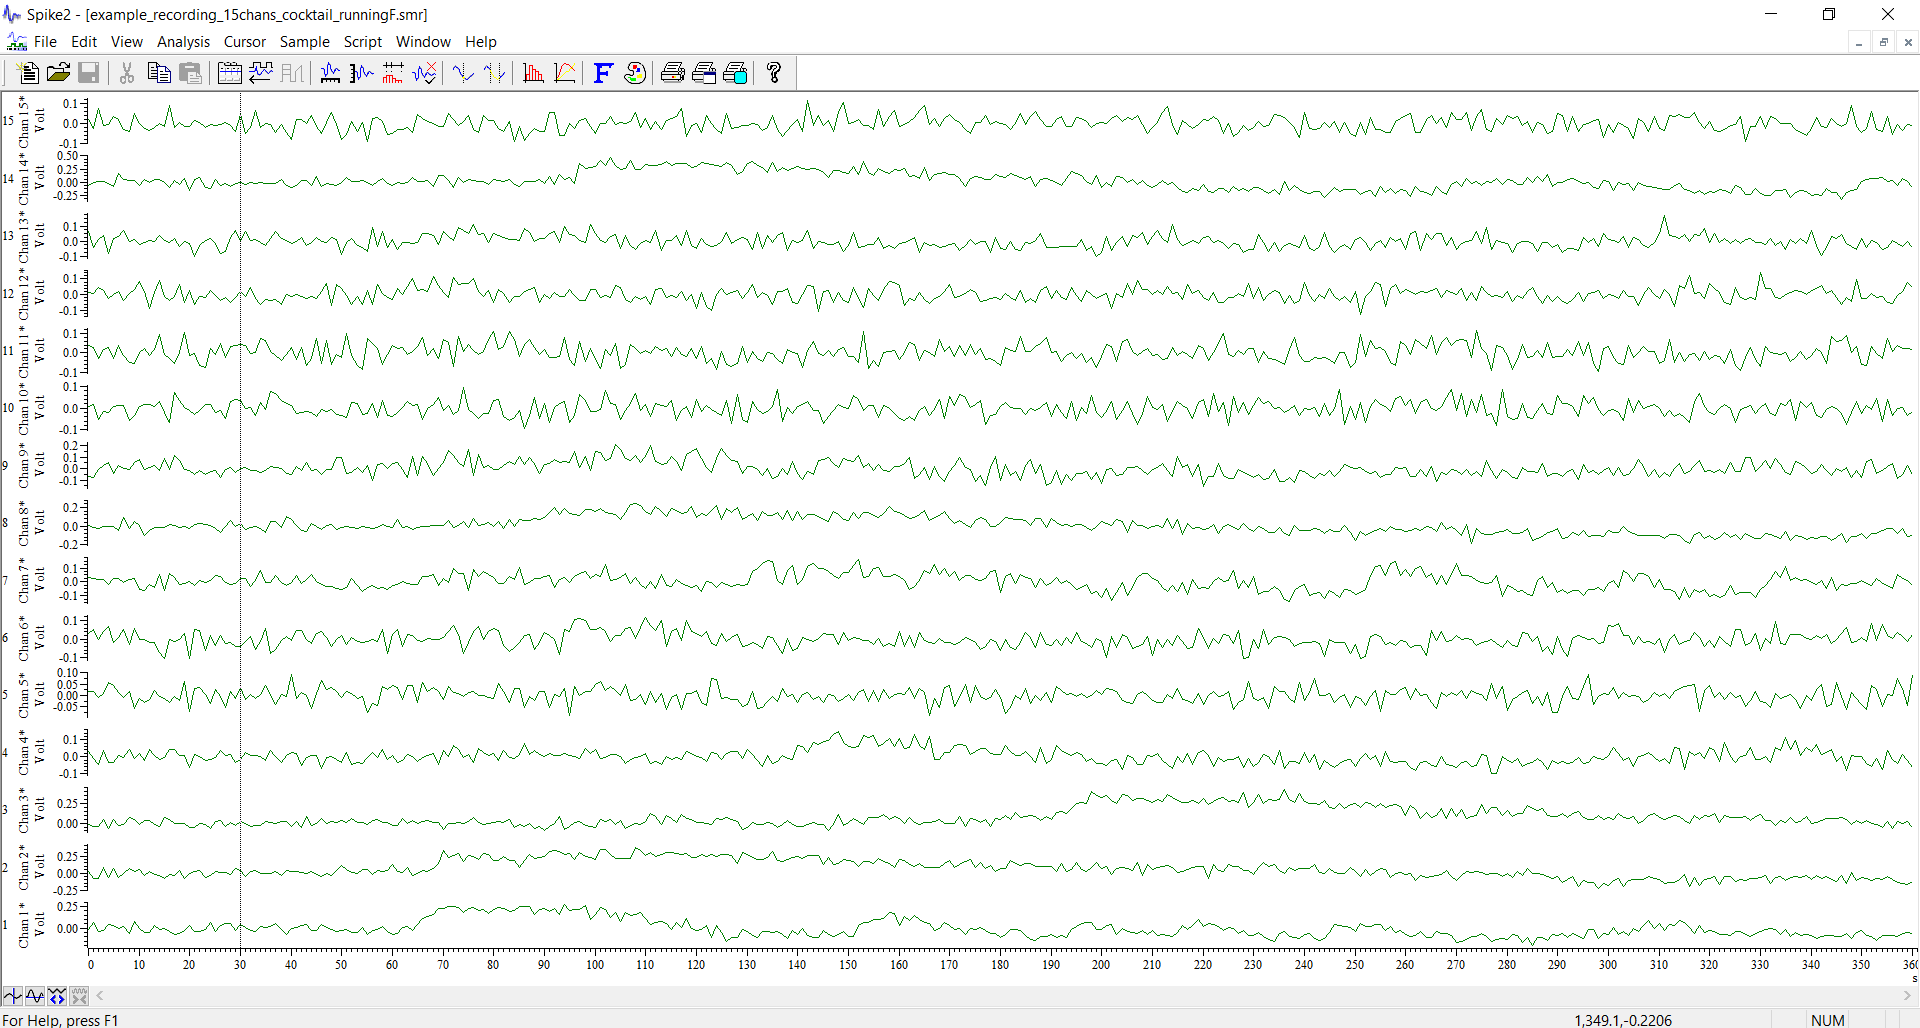 Spike2 - [example_recording_15chans_cocktail_runningF.smr]
File Edit View Analysis Cursor Sample Script Window Help
15 Chan 15* Volt 0.1 0.0 -0.1
14 Chan 14* Volt 0.50 0.25 0.00 -0.25
13 Chan 13* Volt 0.1 0.0 -0.1
12 Chan 12* Volt 0.1 0.0 -0.1
11 Chan 11* Volt 0.1 0.0 -0.1
10 Chan 10* Volt 0.1 0.0 -0.1
9 Chan 9* Volt 0.2 0.1 0.0 -0.1
8 Chan 8* Volt 0.2 0.0 -0.2
7 Chan 7* Volt 0.1 0.0 -0.1
6 Chan 6* Volt 0.1 0.0 -0.1
5 Chan 5* Volt 0.10 0.05 0.00 -0.05
4 Chan 4* Volt 0.1 0.0 -0.1
3 Chan 3* Volt 0.25 0.00
2 Chan 2* Volt 0.25 0.00 -0.25
1 Chan 1* Volt 0.25 0.00
0 10 20 30 40 50 60 70 80 90 100 110 120 130 140 150 160 170 180 190 200 210 220 230 240 250 260 270 280 290 300 310 320 330 340 350 360
s
For Help, press F1 1,349.1,-0.2206 NUM